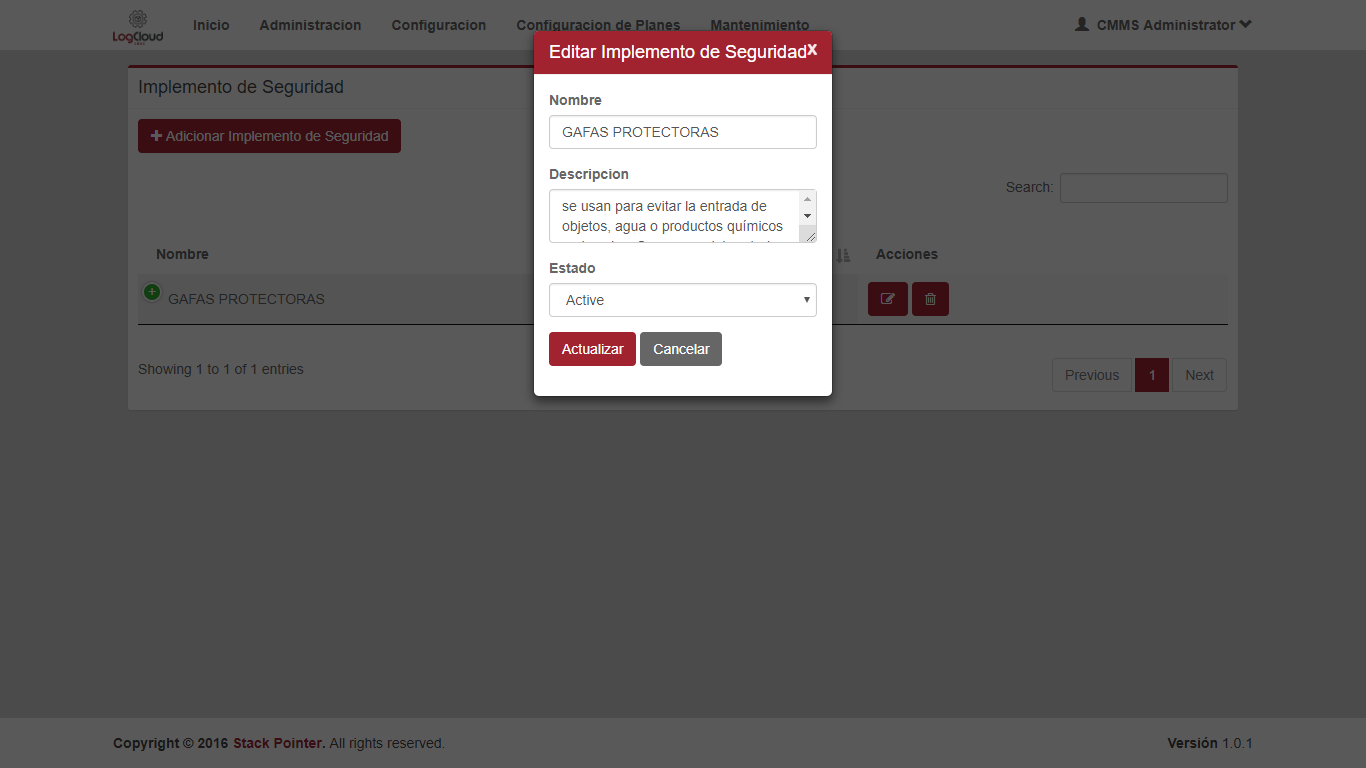 LogCloud
Inicio Administracion Configuracion Configuracion de Planes Mantenimiento CMMS Administrator
Editar Implemento de Seguridad x
Implemento de Seguridad
Nombre
+ Adicionar Implemento de Seguridad
GAFAS PROTECTORAS
Descripcion
Search:
se usan para evitar la entrada de
objetos, agua o productos químicos
Nombre Acciones
Estado
GAFAS PROTECTORAS
Active
Actualizar Cancelar
Showing 1 to 1 of 1 entries
Previous 1 Next
Copyright © 2016 Stack Pointer. All rights reserved. Versión 1.0.1